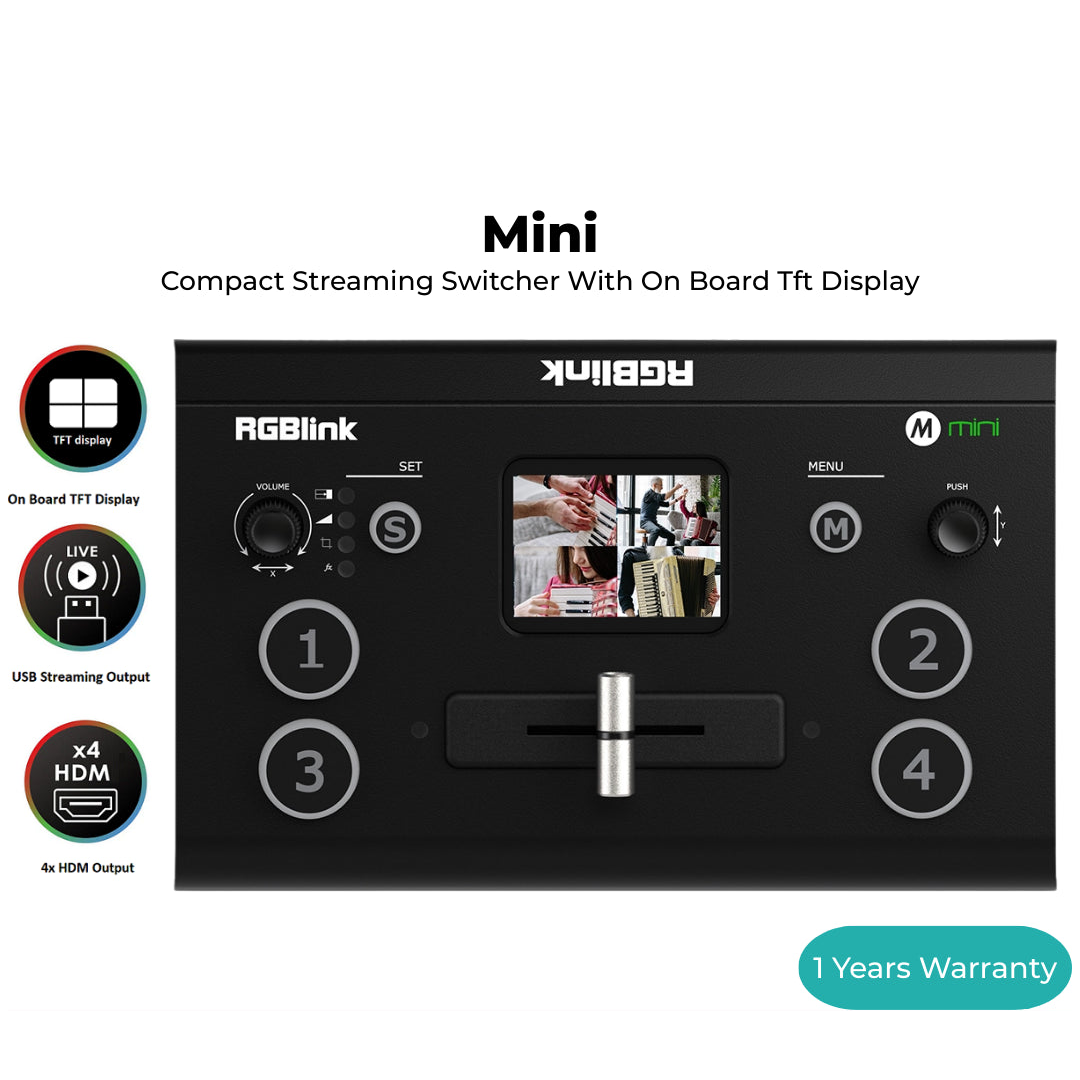 Mini
Compact Streaming Switcher With On Board Tft Display
RGBlink
RGBlink
M mini
SET
MENU
VOLUME
PUSH
S
M
X
Y
fx
1
2
3
4
TFT display
On Board TFT Display
LIVE
USB Streaming Output
x4
HDM
4x HDM Output
1 Years Warranty